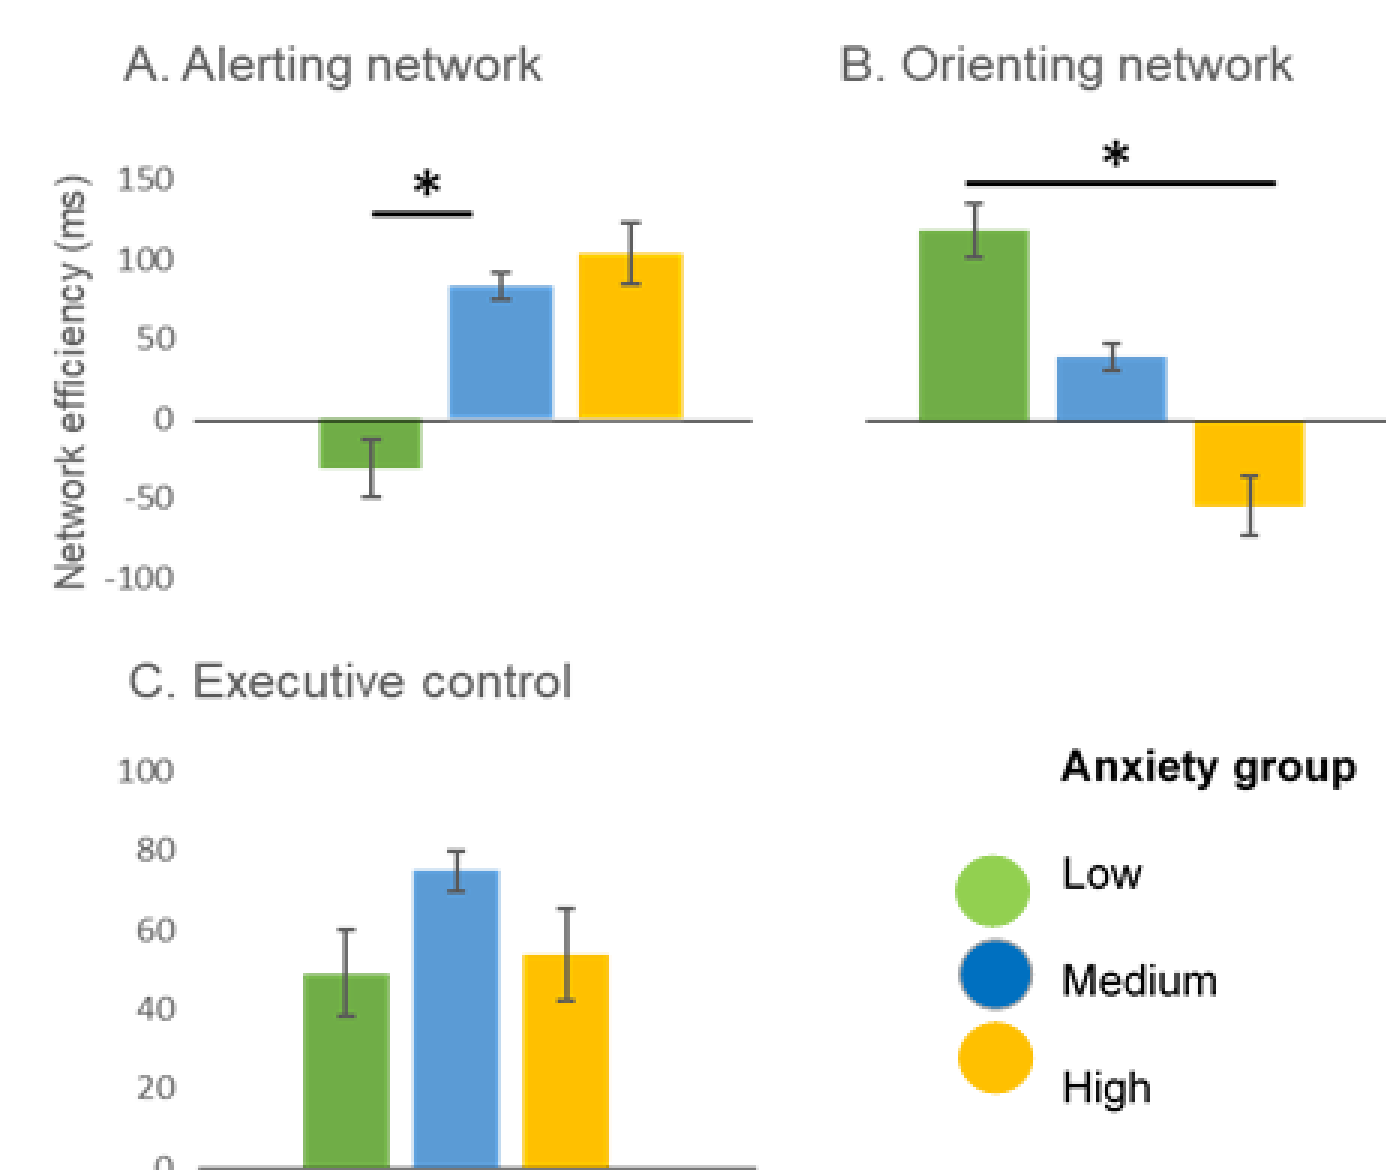 A. Alerting network
B. Orienting network
Network efficiency (ms)
150
100
50
0
-50
-100
*
*
C. Executive control
100
80
60
40
20
0
Anxiety group
Low
Medium
High